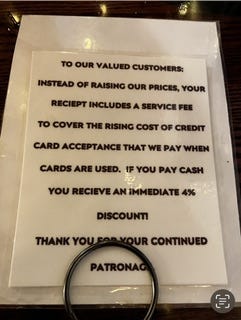 TO OUR VALUED CUSTOMERS:
INSTEAD OF RAISING OUR PRICES, YOUR
RECIEPT INCLUDES A SERVICE FEE
TO COVER THE RISING COST OF CREDIT
CARD ACCEPTANCE THAT WE PAY WHEN
CARDS ARE USED. IF YOU PAY CASH
YOU RECIEVE AN IMMEDIATE 4%
DISCOUNT!
THANK YOU FOR YOUR CONTINUED
PATRONAG